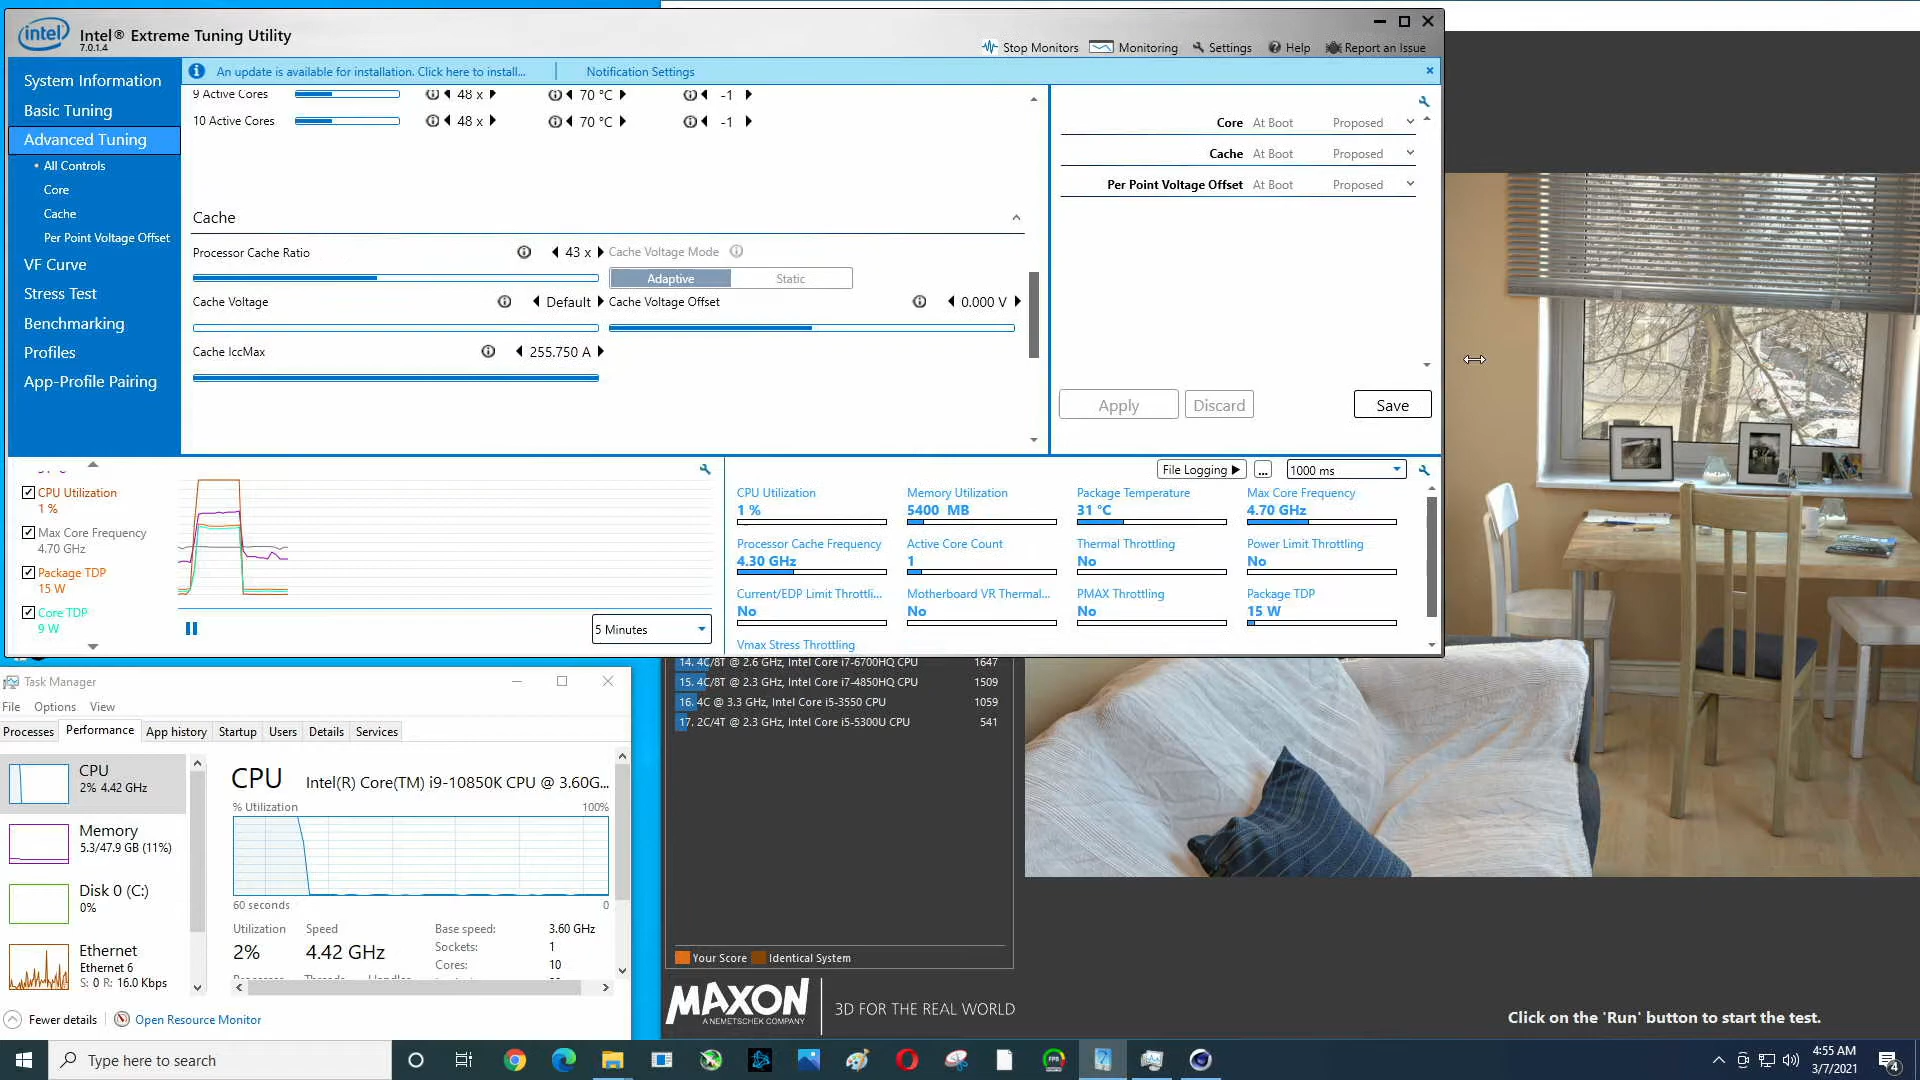 intel
Intel® Extreme Tuning Utility
7.0.1.4
Stop Monitors
Monitoring
Settings
Help
Report an Issue
System Information
Basic Tuning
Advanced Tuning
• All Controls
Core
Cache
Per Point Voltage Offset
VF Curve
Stress Test
Benchmarking
Profiles
App-Profile Pairing
An update is available for installation. Click here to install...
Notification Settings
9 Active Cores 48 x 70 °C -1
10 Active Cores 48 x 70 °C -1
Cache
Processor Cache Ratio 43 x Cache Voltage Mode
Adaptive Static
Cache Voltage Default Cache Voltage Offset 0.000 V
Cache IccMax 255.750 A
Core At Boot Proposed
Cache At Boot Proposed
Per Point Voltage Offset At Boot Proposed
Apply Discard Save
CPU Utilization
1 %
Max Core Frequency
4.70 GHz
Package TDP
15 W
Core TDP
9 W
5 Minutes
File Logging ... 1000 ms
CPU Utilization Memory Utilization Package Temperature Max Core Frequency
1 % 5400 MB 31 °C 4.70 GHz
Processor Cache Frequency Active Core Count Thermal Throttling Power Limit Throttling
4.30 GHz 1 No No
Current/EDP Limit Throttli... Motherboard VR Thermal... PMAX Throttling Package TDP
No No No 15 W
Vmax Stress Throttling
Task Manager
File Options View
Processes Performance App history Startup Users Details Services
CPU
2% 4.42 GHz
Memory
5.3/47.9 GB (11%)
Disk 0 (C:)
0%
Ethernet
Ethernet 6
S: 0 R: 16.0 Kbps
CPU Intel(R) Core(TM) i9-10850K CPU @ 3.60G...
% Utilization 100%
60 seconds 0
Utilization Speed Base speed: 3.60 GHz
2% 4.42 GHz Sockets: 1
Cores: 10
Fewer details Open Resource Monitor
14. 4C/8T @ 2.6 GHz, Intel Core i7-6700HQ CPU 1647
15. 4C/8T @ 2.3 GHz, Intel Core i7-4850HQ CPU 1509
16. 4C @ 3.3 GHz, Intel Core i5-3550 CPU 1059
17. 2C/4T @ 2.3 GHz, Intel Core i5-5300U CPU 541
Your Score Identical System
MAXON
A NEMETSCHEK COMPANY
3D FOR THE REAL WORLD
Click on the 'Run' button to start the test.
Type here to search
4:55 AM
3/7/2021
4